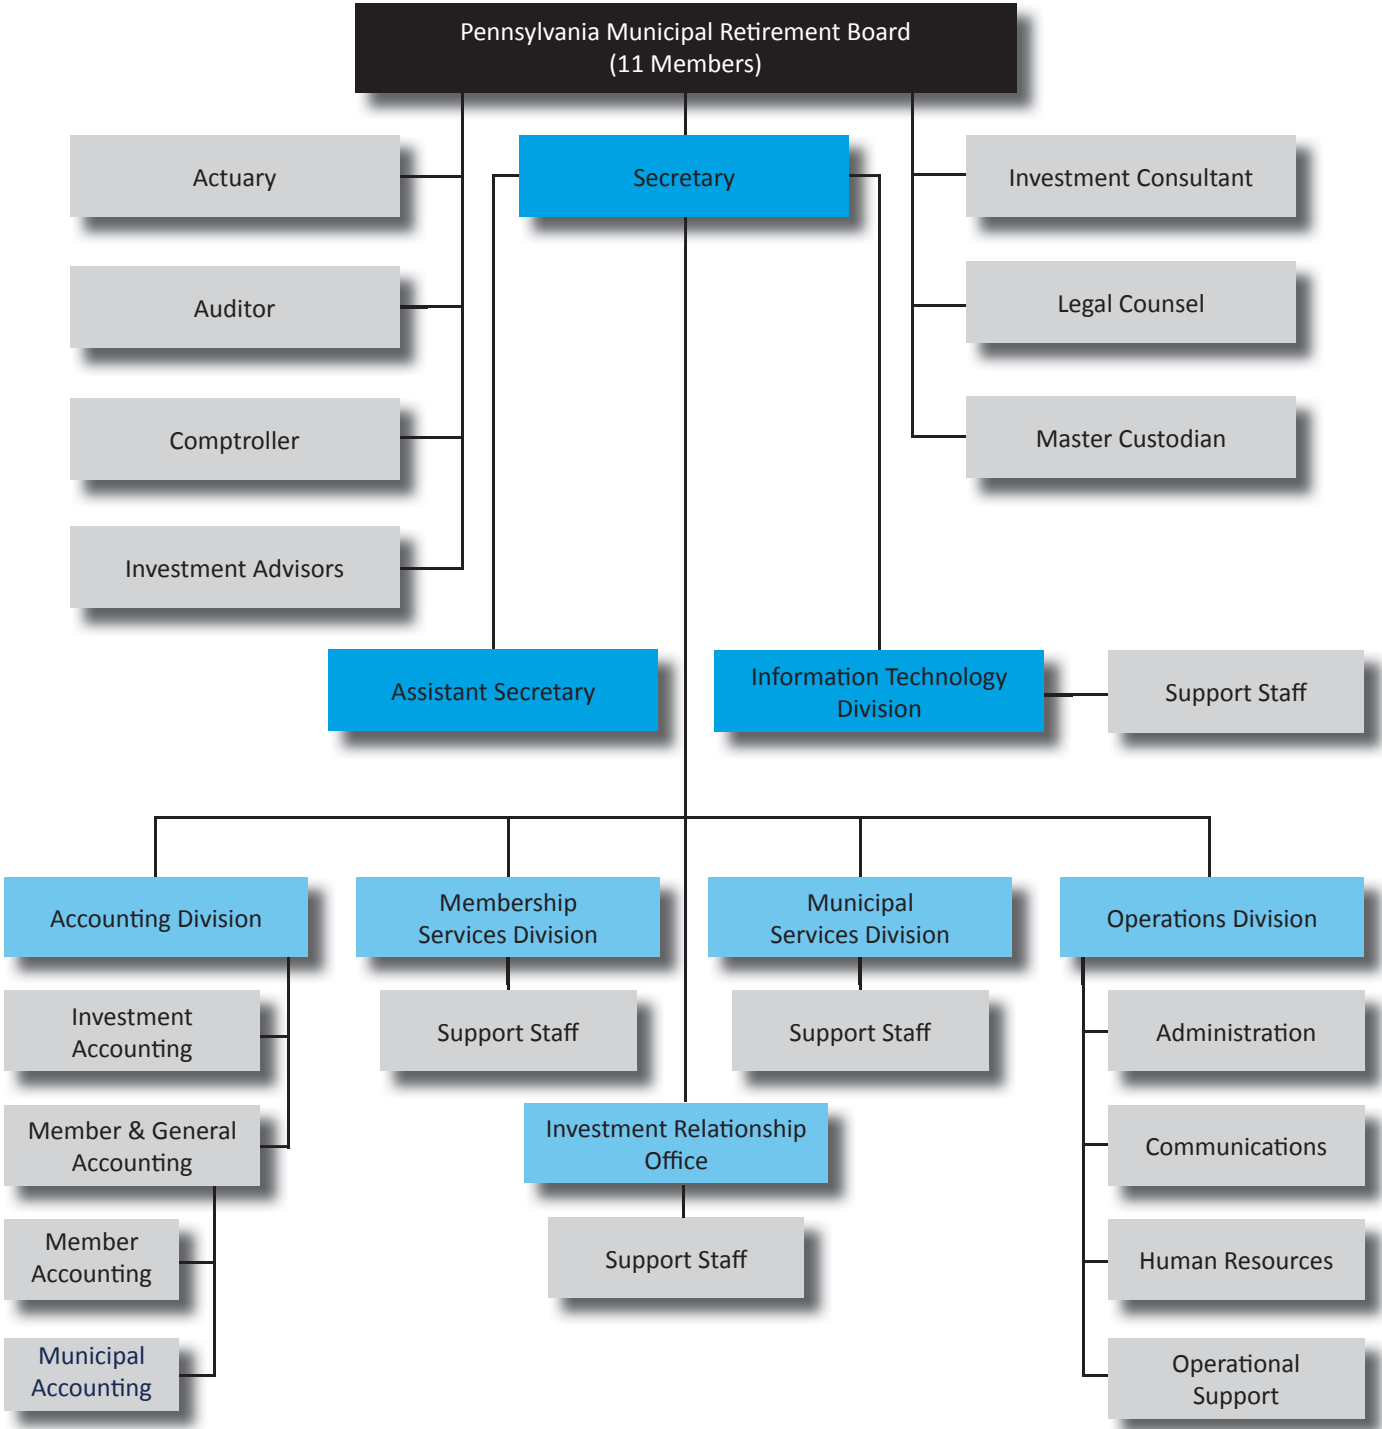 Pennsylvania Municipal Retirement Board
(11 Members)
Actuary
Secretary
Investment Consultant
Auditor
Legal Counsel
Comptroller
Master Custodian
Investment Advisors
Assistant Secretary
Information Technology
Division
Support Staff
Accounting Division
Membership
Services Division
Municipal
Services Division
Operations Division
Investment
Accounting
Support Staff
Support Staff
Administration
Member & General
Accounting
Investment Relationship
Office
Communications
Member
Accounting
Support Staff
Human Resources
Municipal
Accounting
Operational
Support